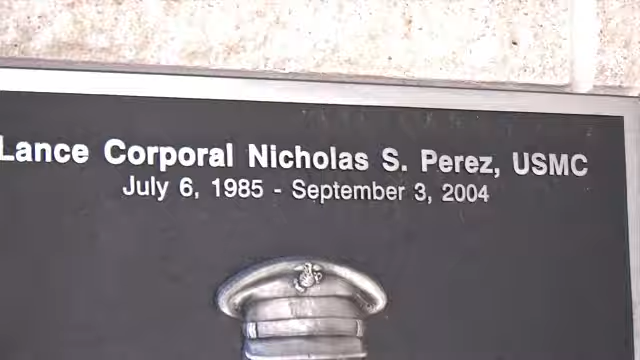 Lance Corporal Nicholas S. Perez, USMC
July 6, 1985 - September 3, 2004